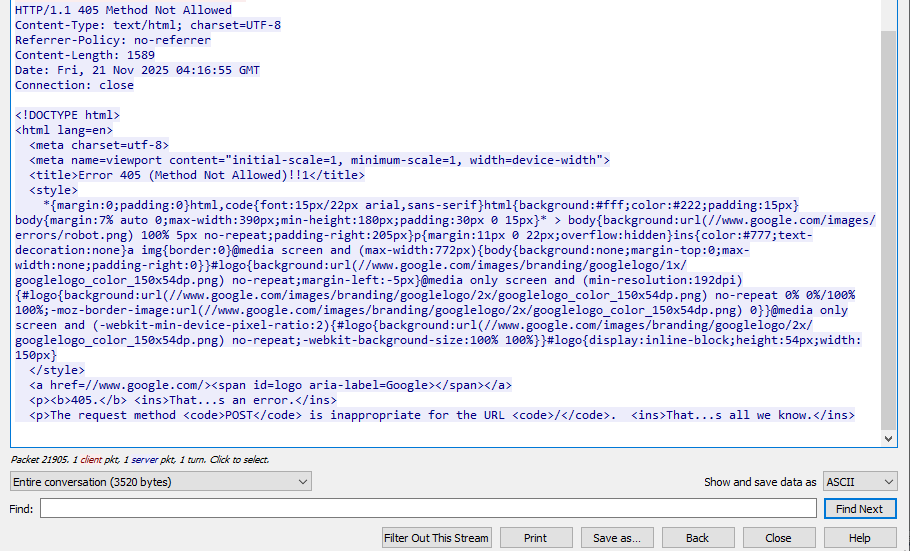 HTTP/1.1 405 Method Not Allowed
Content-Type: text/html; charset=UTF-8
Referrer-Policy: no-referrer
Content-Length: 1589
Date: Fri, 21 Nov 2025 04:16:55 GMT
Connection: close
<!DOCTYPE html>
<html lang=en>
<meta charset=utf-8>
<meta name=viewport content="initial-scale=1, minimum-scale=1, width=device-width">
<title>Error 405 (Method Not Allowed)!!1</title>
<style>
*{margin:0;padding:0}html,code{font:15px/22px arial,sans-serif}html{background:#fff;color:#222;padding:15px}
body{margin:7% auto 0;max-width:390px;min-height:180px;padding:30px 0 15px}* > body{background:url(//www.google.com/images/
errors/robot.png) 100% 5px no-repeat;padding-right:205px}p{margin:11px 0 22px;overflow:hidden}ins{color:#777;text-
decoration:none}a img{border:0}@media screen and (max-width:772px){body{background:none;margin-top:0;max-
width:none;padding-right:0}}#logo{background:url(//www.google.com/images/branding/googlelogo/1x/
googlelogo_color_150x54dp.png) no-repeat;margin-left:-5px}@media only screen and (min-resolution:192dpi)
{#logo{background:url(//www.google.com/images/branding/googlelogo/2x/googlelogo_color_150x54dp.png) no-repeat 0% 0%/100%
100%;-moz-border-image:url(//www.google.com/images/branding/googlelogo/2x/googlelogo_color_150x54dp.png) 0}}@media only
screen and (-webkit-min-device-pixel-ratio:2){#logo{background:url(//www.google.com/images/branding/googlelogo/2x/
googlelogo_color_150x54dp.png) no-repeat;-webkit-background-size:100% 100%}}#logo{display:inline-block;height:54px;width:
150px}
</style>
<a href=//www.google.com/><span id=logo aria-label=Google></span></a>
<p><b>405.</b> <ins>That...s an error.</ins>
<p>The request method <code>POST</code> is inappropriate for the URL <code>/</code>.  <ins>That...s all we know.</ins>
Packet 21905. 1 client pkt, 1 server pkt, 1 turn. Click to select.
Entire conversation (3520 bytes)
Show and save data as ASCII
Find:
Find Next
Filter Out This Stream
Print
Save as...
Back
Close
Help